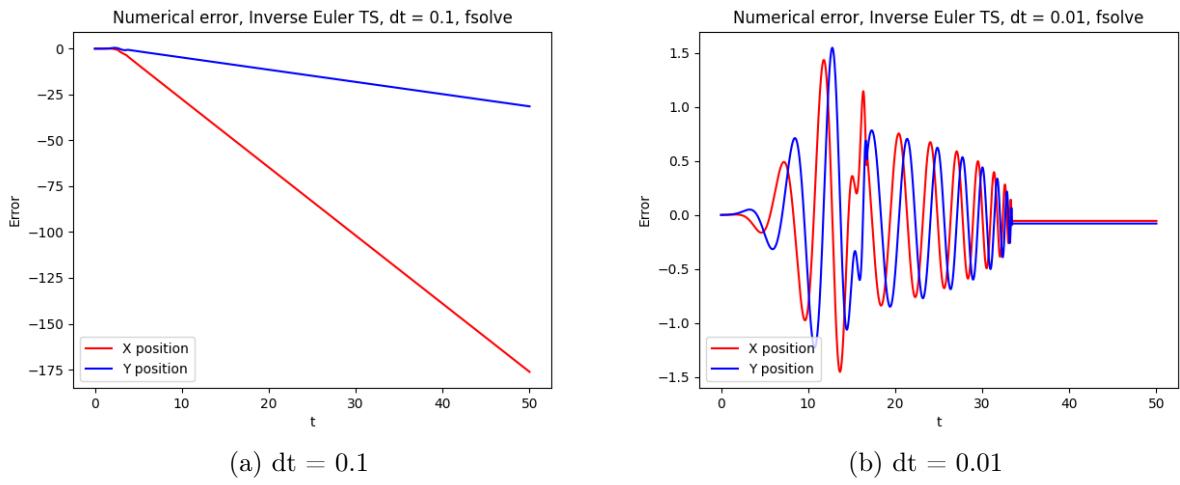 Numerical error, Inverse Euler TS, dt = 0.1, fsolve
0
−25
−50
−75
−100
−125
−150
−175
Error
X position
Y position
0 10 20 30 40 50
t
(a) dt = 0.1
Numerical error, Inverse Euler TS, dt = 0.01, fsolve
1.5
1.0
0.5
0.0
−0.5
−1.0
−1.5
Error
X position
Y position
0 10 20 30 40 50
t
(b) dt = 0.01